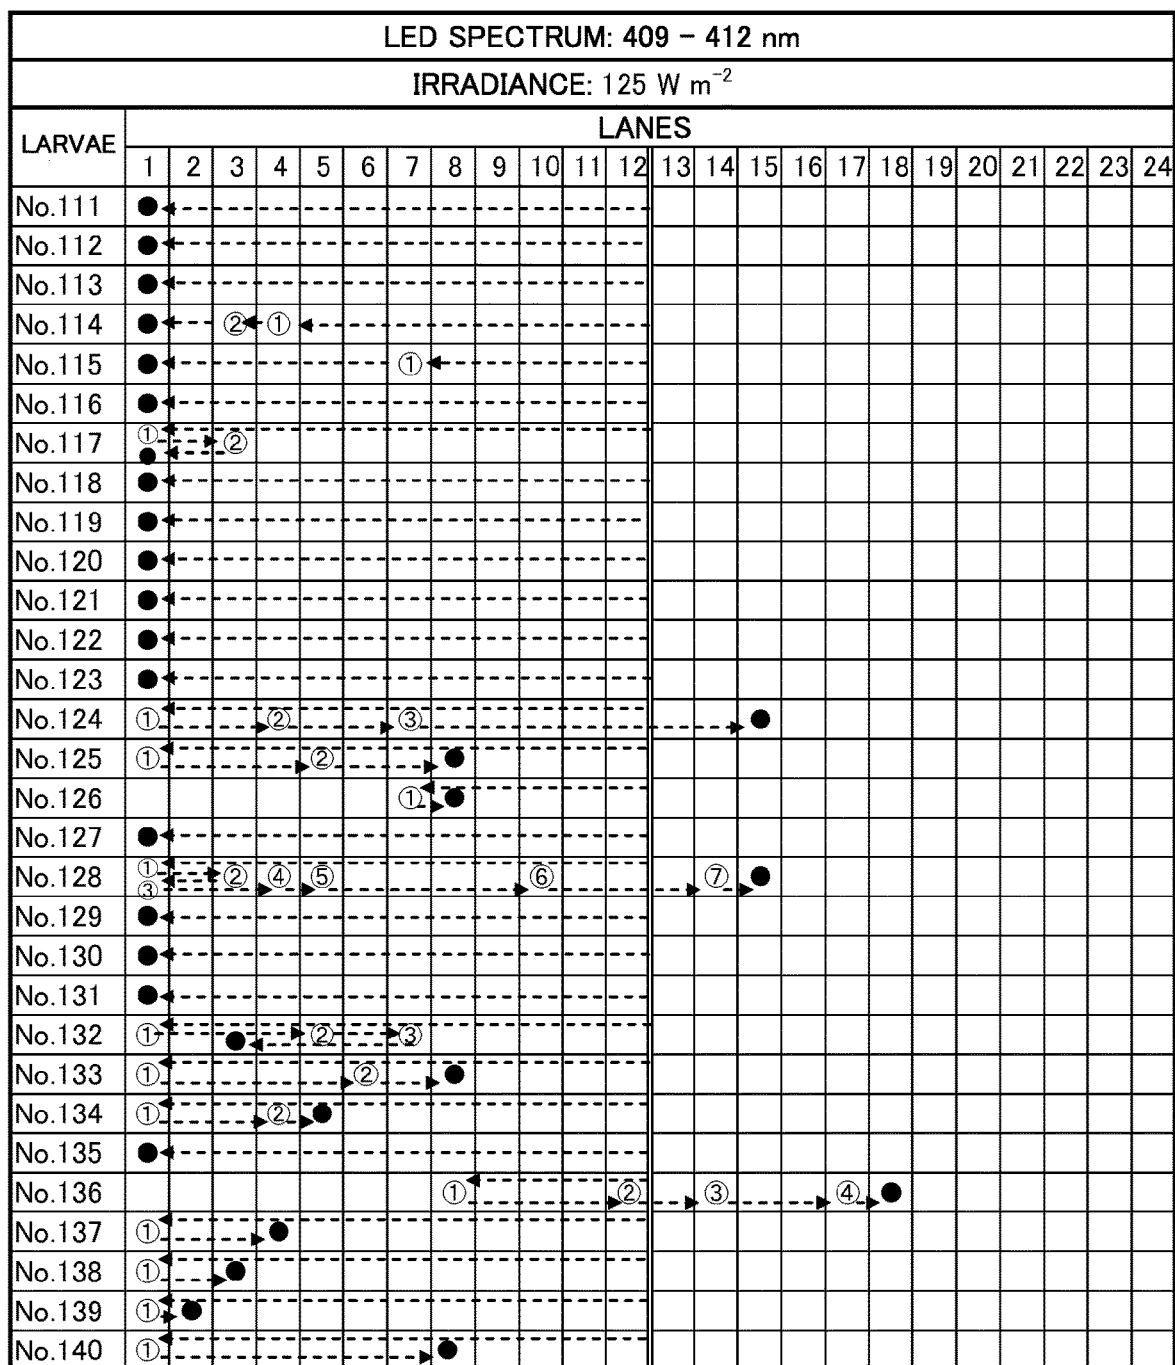 LED SPECTRUM: 409 – 412 nm
IRRADIANCE: 125 W m⁻²
LARVAE LANES
1 2 3 4 5 6 7 8 9 10 11 12 13 14 15 16 17 18 19 20 21 22 23 24
No.111
No.112
No.113
No.114 ② ①
No.115 ①
No.116
No.117 ① ②
No.118
No.119
No.120
No.121
No.122
No.123
No.124 ① ② ③
No.125 ① ②
No.126 ①
No.127
No.128 ① ③ ② ④ ⑤ ⑥ ⑦
No.129
No.130
No.131
No.132 ① ② ③
No.133 ① ②
No.134 ① ②
No.135
No.136 ① ② ③ ④
No.137 ①
No.138 ①
No.139 ①
No.140 ①